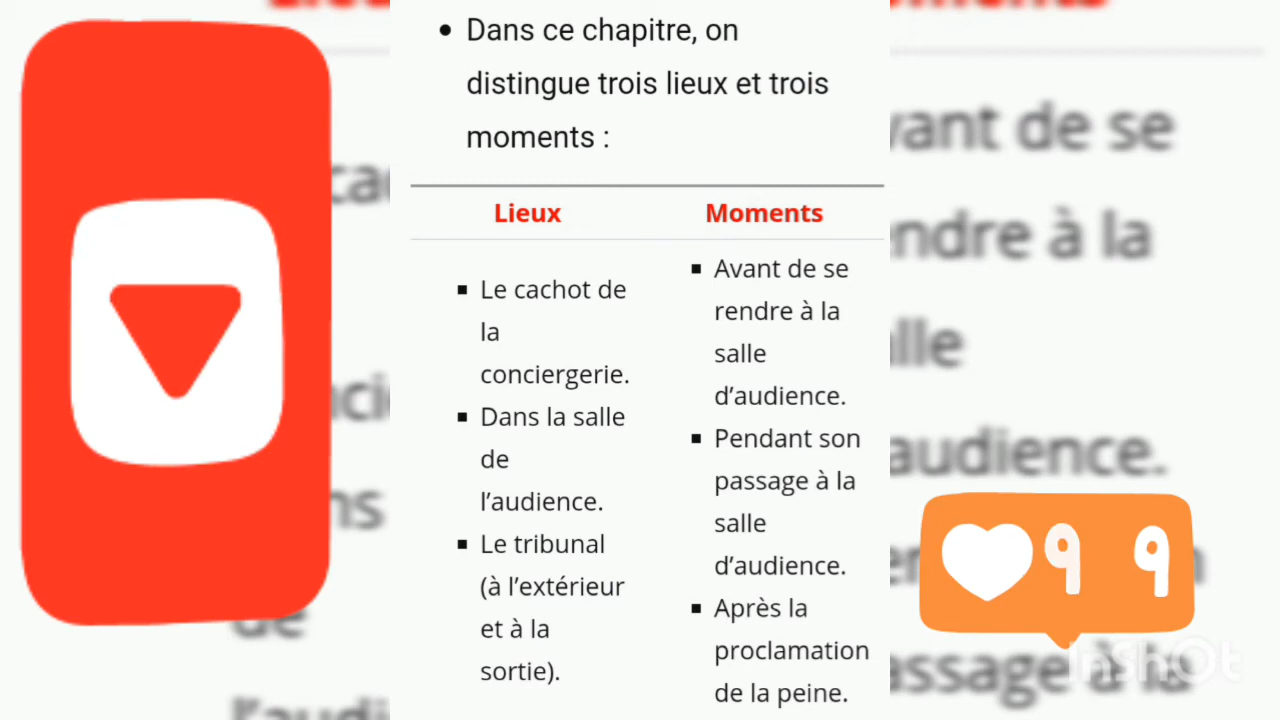 • Dans ce chapitre, on
distingue trois lieux et trois
moments :
Lieux
Moments
▪ Le cachot de
la
conciergerie.
▪ Dans la salle
de
l’audience.
▪ Le tribunal
(à l’extérieur
et à la
sortie).
▪ Avant de se
rendre à la
salle
d’audience.
▪ Pendant son
passage à la
salle
d’audience.
▪ Après la
proclamation
de la peine.
9 9
InShOt